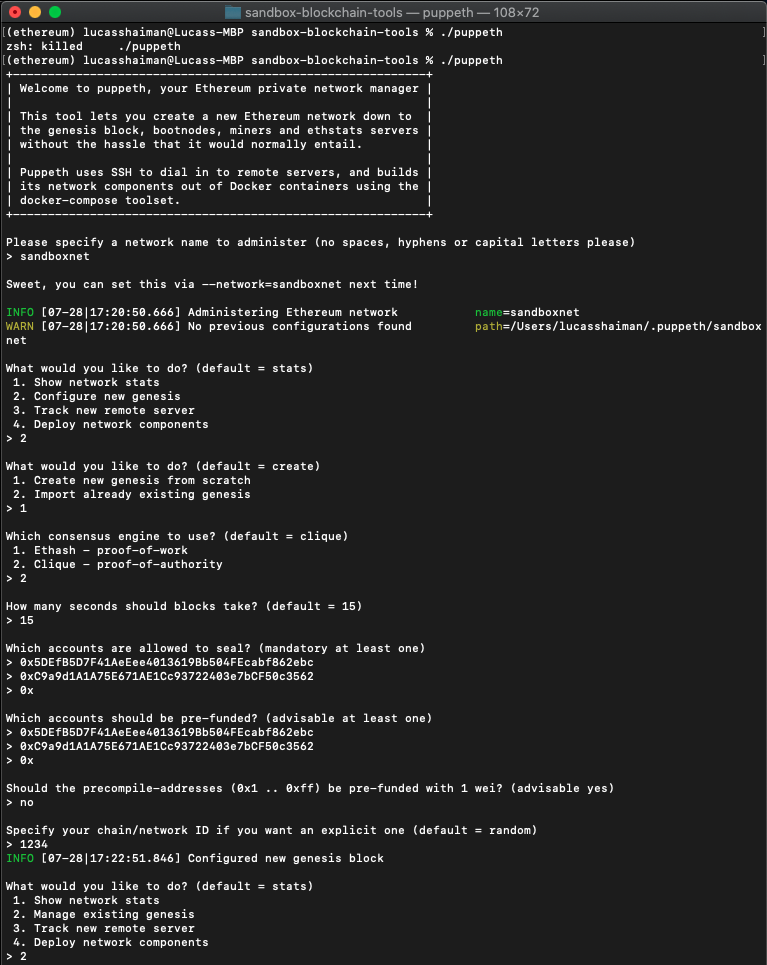 sandbox-blockchain-tools — puppeth — 108×72
[(ethereum) lucasshaiman@Lucass-MBP sandbox-blockchain-tools % ./puppeth ]
zsh: killed     ./puppeth
[(ethereum) lucasshaiman@Lucass-MBP sandbox-blockchain-tools % ./puppeth ]
+-----------------------------------------------------------+
| Welcome to puppeth, your Ethereum private network manager |
|                                                           |
| This tool lets you create a new Ethereum network down to  |
| the genesis block, bootnodes, miners and ethstats servers |
| without the hassle that it would normally entail.         |
|                                                           |
| Puppeth uses SSH to dial in to remote servers, and builds |
| its network components out of Docker containers using the |
| docker-compose toolset.                                   |
+-----------------------------------------------------------+
Please specify a network name to administer (no spaces, hyphens or capital letters please)
> sandboxnet
Sweet, you can set this via --network=sandboxnet next time!
INFO [07-28|17:20:50.666] Administering Ethereum network           name=sandboxnet
WARN [07-28|17:20:50.666] No previous configurations found         path=/Users/lucasshaiman/.puppeth/sandbox
net
What would you like to do? (default = stats)
 1. Show network stats
 2. Configure new genesis
 3. Track new remote server
 4. Deploy network components
> 2
What would you like to do? (default = create)
 1. Create new genesis from scratch
 2. Import already existing genesis
> 1
Which consensus engine to use? (default = clique)
 1. Ethash - proof-of-work
 2. Clique - proof-of-authority
> 2
How many seconds should blocks take? (default = 15)
> 15
Which accounts are allowed to seal? (mandatory at least one)
> 0x5DEfB5D7F41AeEee4013619Bb504FEcabf862ebc
> 0xC9a9d1A1A75E671AE1Cc93722403e7bCF50c3562
> 0x
Which accounts should be pre-funded? (advisable at least one)
> 0x5DEfB5D7F41AeEee4013619Bb504FEcabf862ebc
> 0xC9a9d1A1A75E671AE1Cc93722403e7bCF50c3562
> 0x
Should the precompile-addresses (0x1 .. 0xff) be pre-funded with 1 wei? (advisable yes)
> no
Specify your chain/network ID if you want an explicit one (default = random)
> 1234
INFO [07-28|17:22:51.846] Configured new genesis block
What would you like to do? (default = stats)
 1. Show network stats
 2. Manage existing genesis
 3. Track new remote server
 4. Deploy network components
> 2